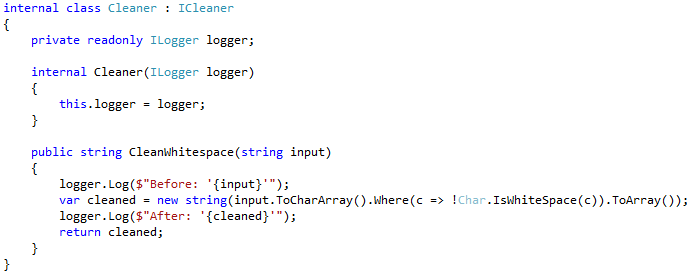 internal class Cleaner : ICleaner
{
    private readonly ILogger logger;

    internal Cleaner(ILogger logger)
    {
        this.logger = logger;
    }

    public string CleanWhitespace(string input)
    {
        logger.Log($"Before: '{input}'");
        var cleaned = new string(input.ToCharArray().Where(c => !Char.IsWhiteSpace(c)).ToArray());
        logger.Log($"After: '{cleaned}'");
        return cleaned;
    }
}